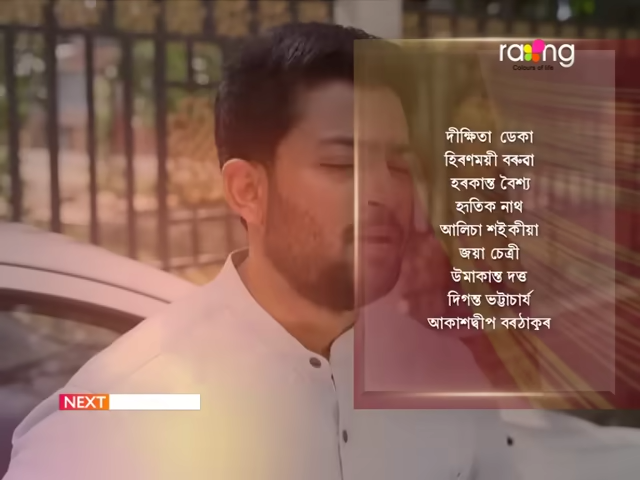 rang
Colours of life
দীক্ষিতা ডেকা
হিৰণময়ী বৰুৱা
হৰকান্ত বৈশ্য
হৃতিক নাথ
আলিচা শইকীয়া
জয়া চেত্ৰী
উমাকান্ত দত্ত
দিগন্ত ভট্টাচাৰ্য
আকাশদ্বীপ বৰঠাকুৰ
NEXT